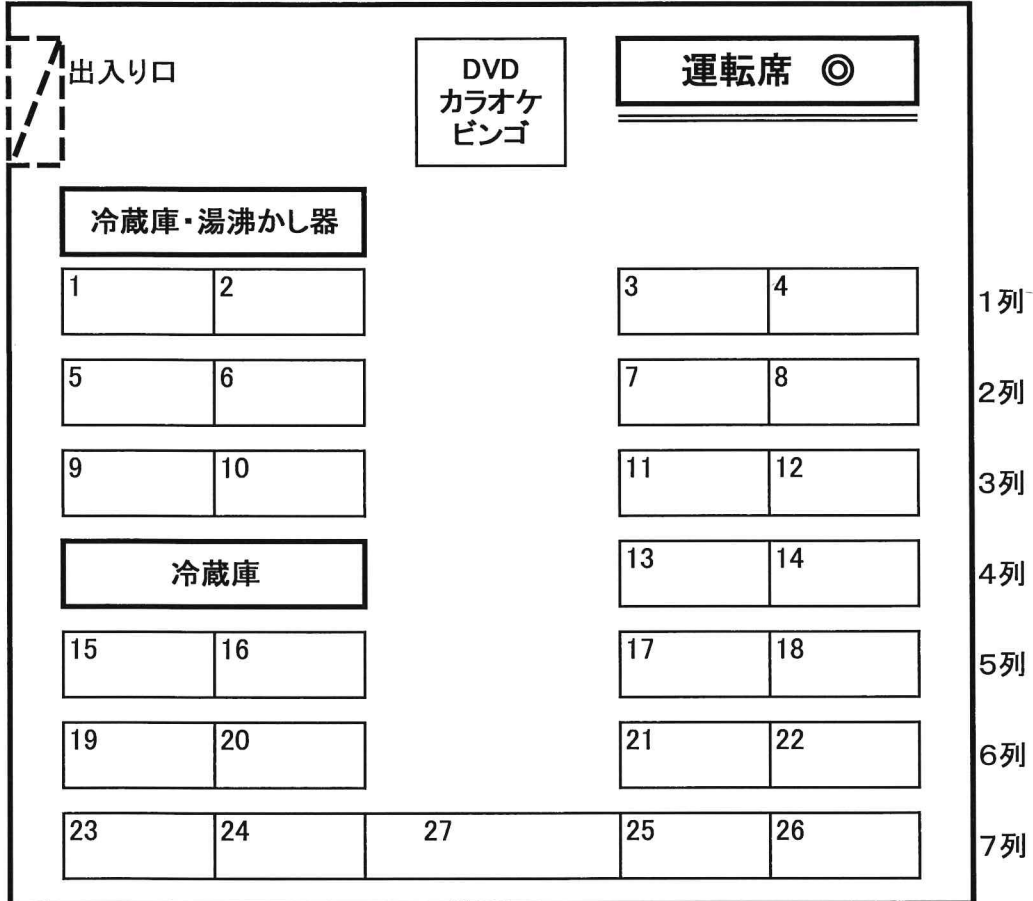 出入り口
DVD
カラオケ
ビンゴ
運転席 ◎
冷蔵庫・湯沸かし器
1 2 3 4 1列
5 6 7 8 2列
9 10 11 12 3列
冷蔵庫 13 14 4列
15 16 17 18 5列
19 20 21 22 6列
23 24 27 25 26 7列